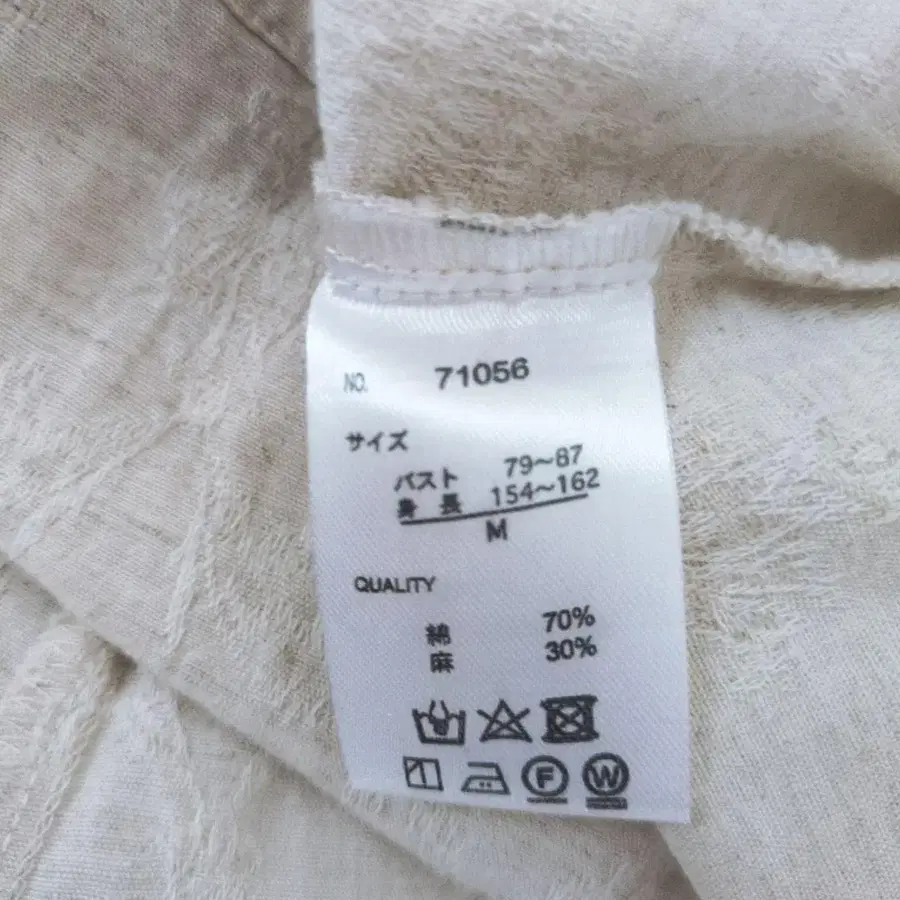 NO. 71056
サイズ
バスト 79~87
身長 154~162
M
QUALITY
綿 70%
麻 30%
F W